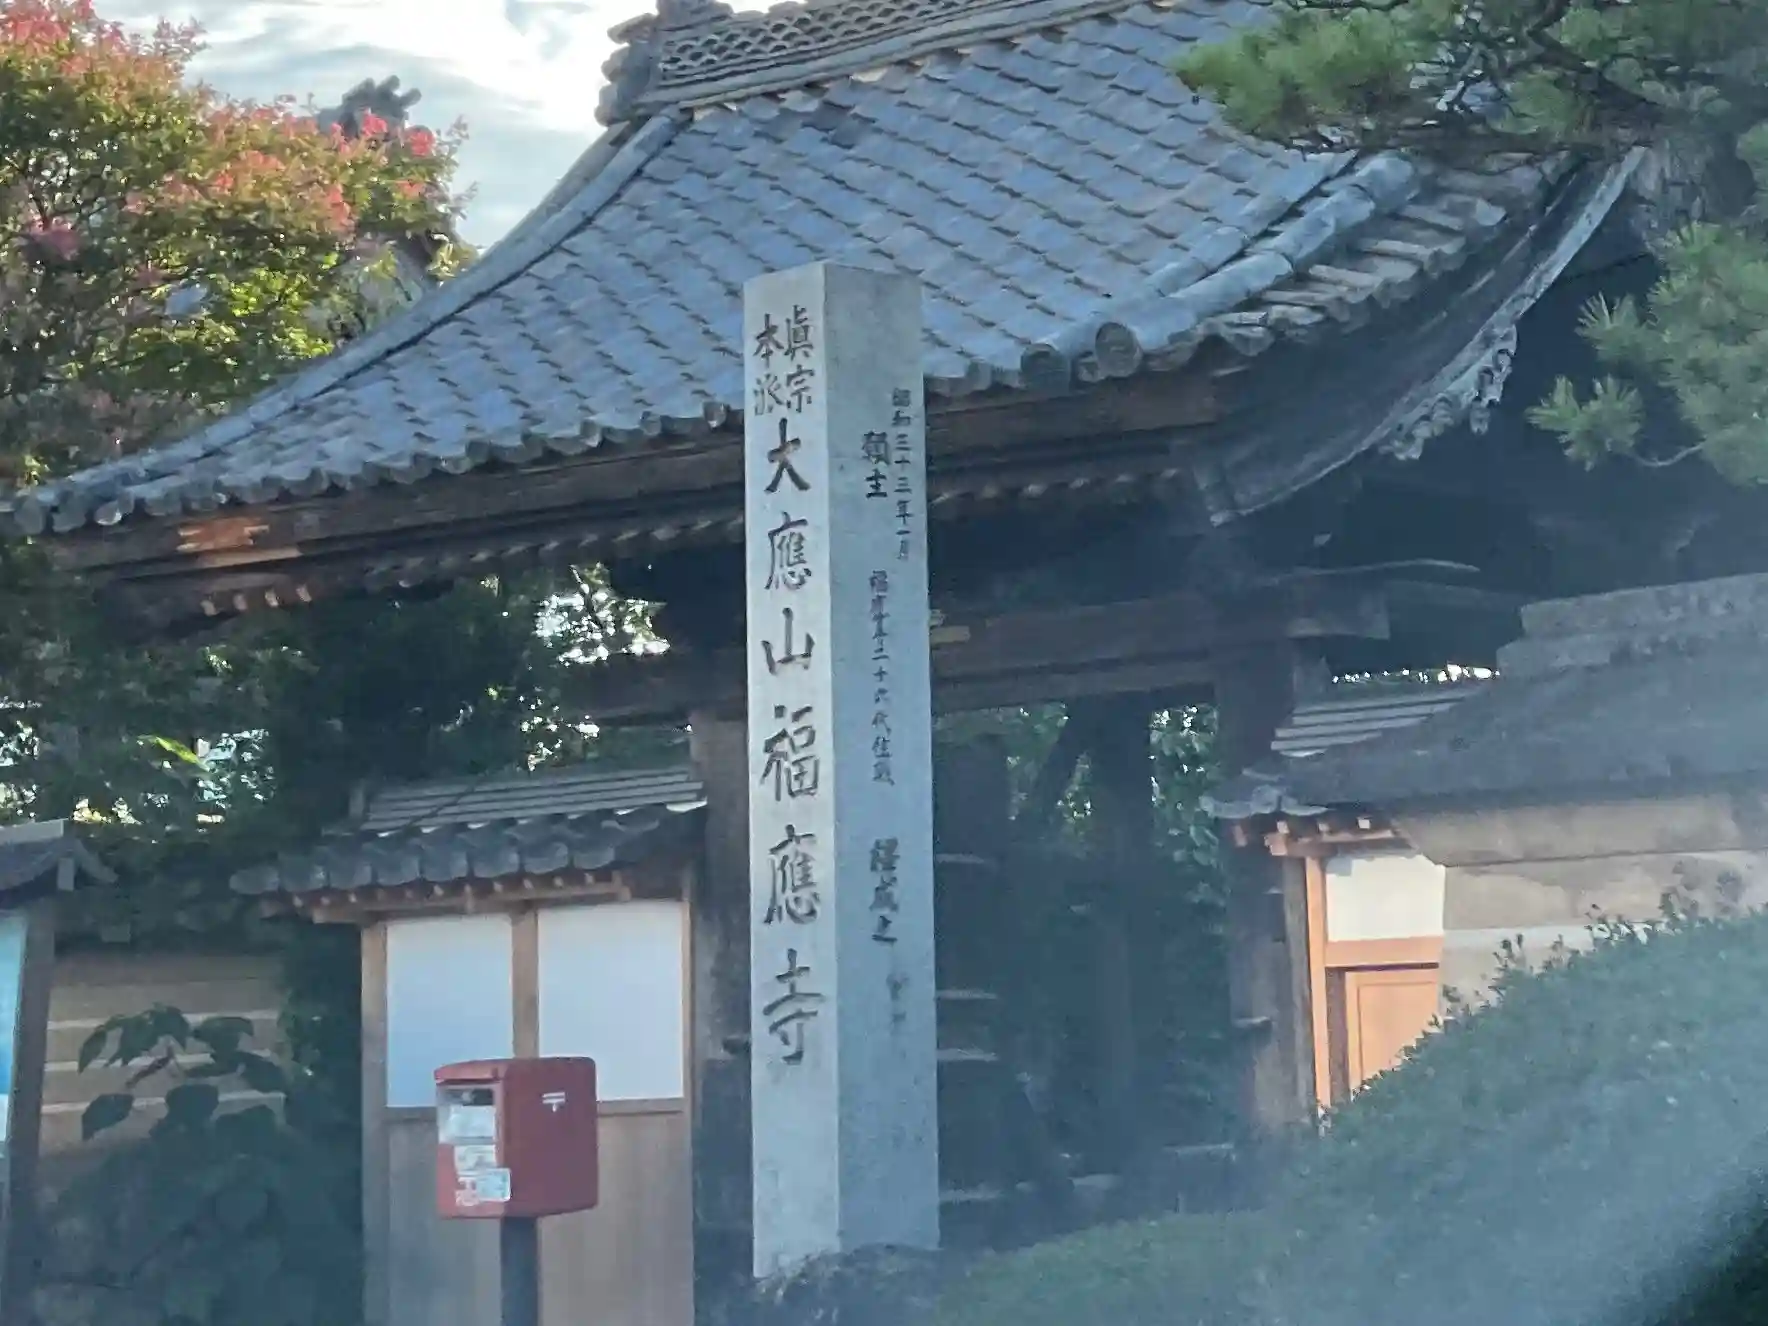 眞宗
本派
大應山福應寺
昭和三十三年一月
願主
福應寺二十六代住職